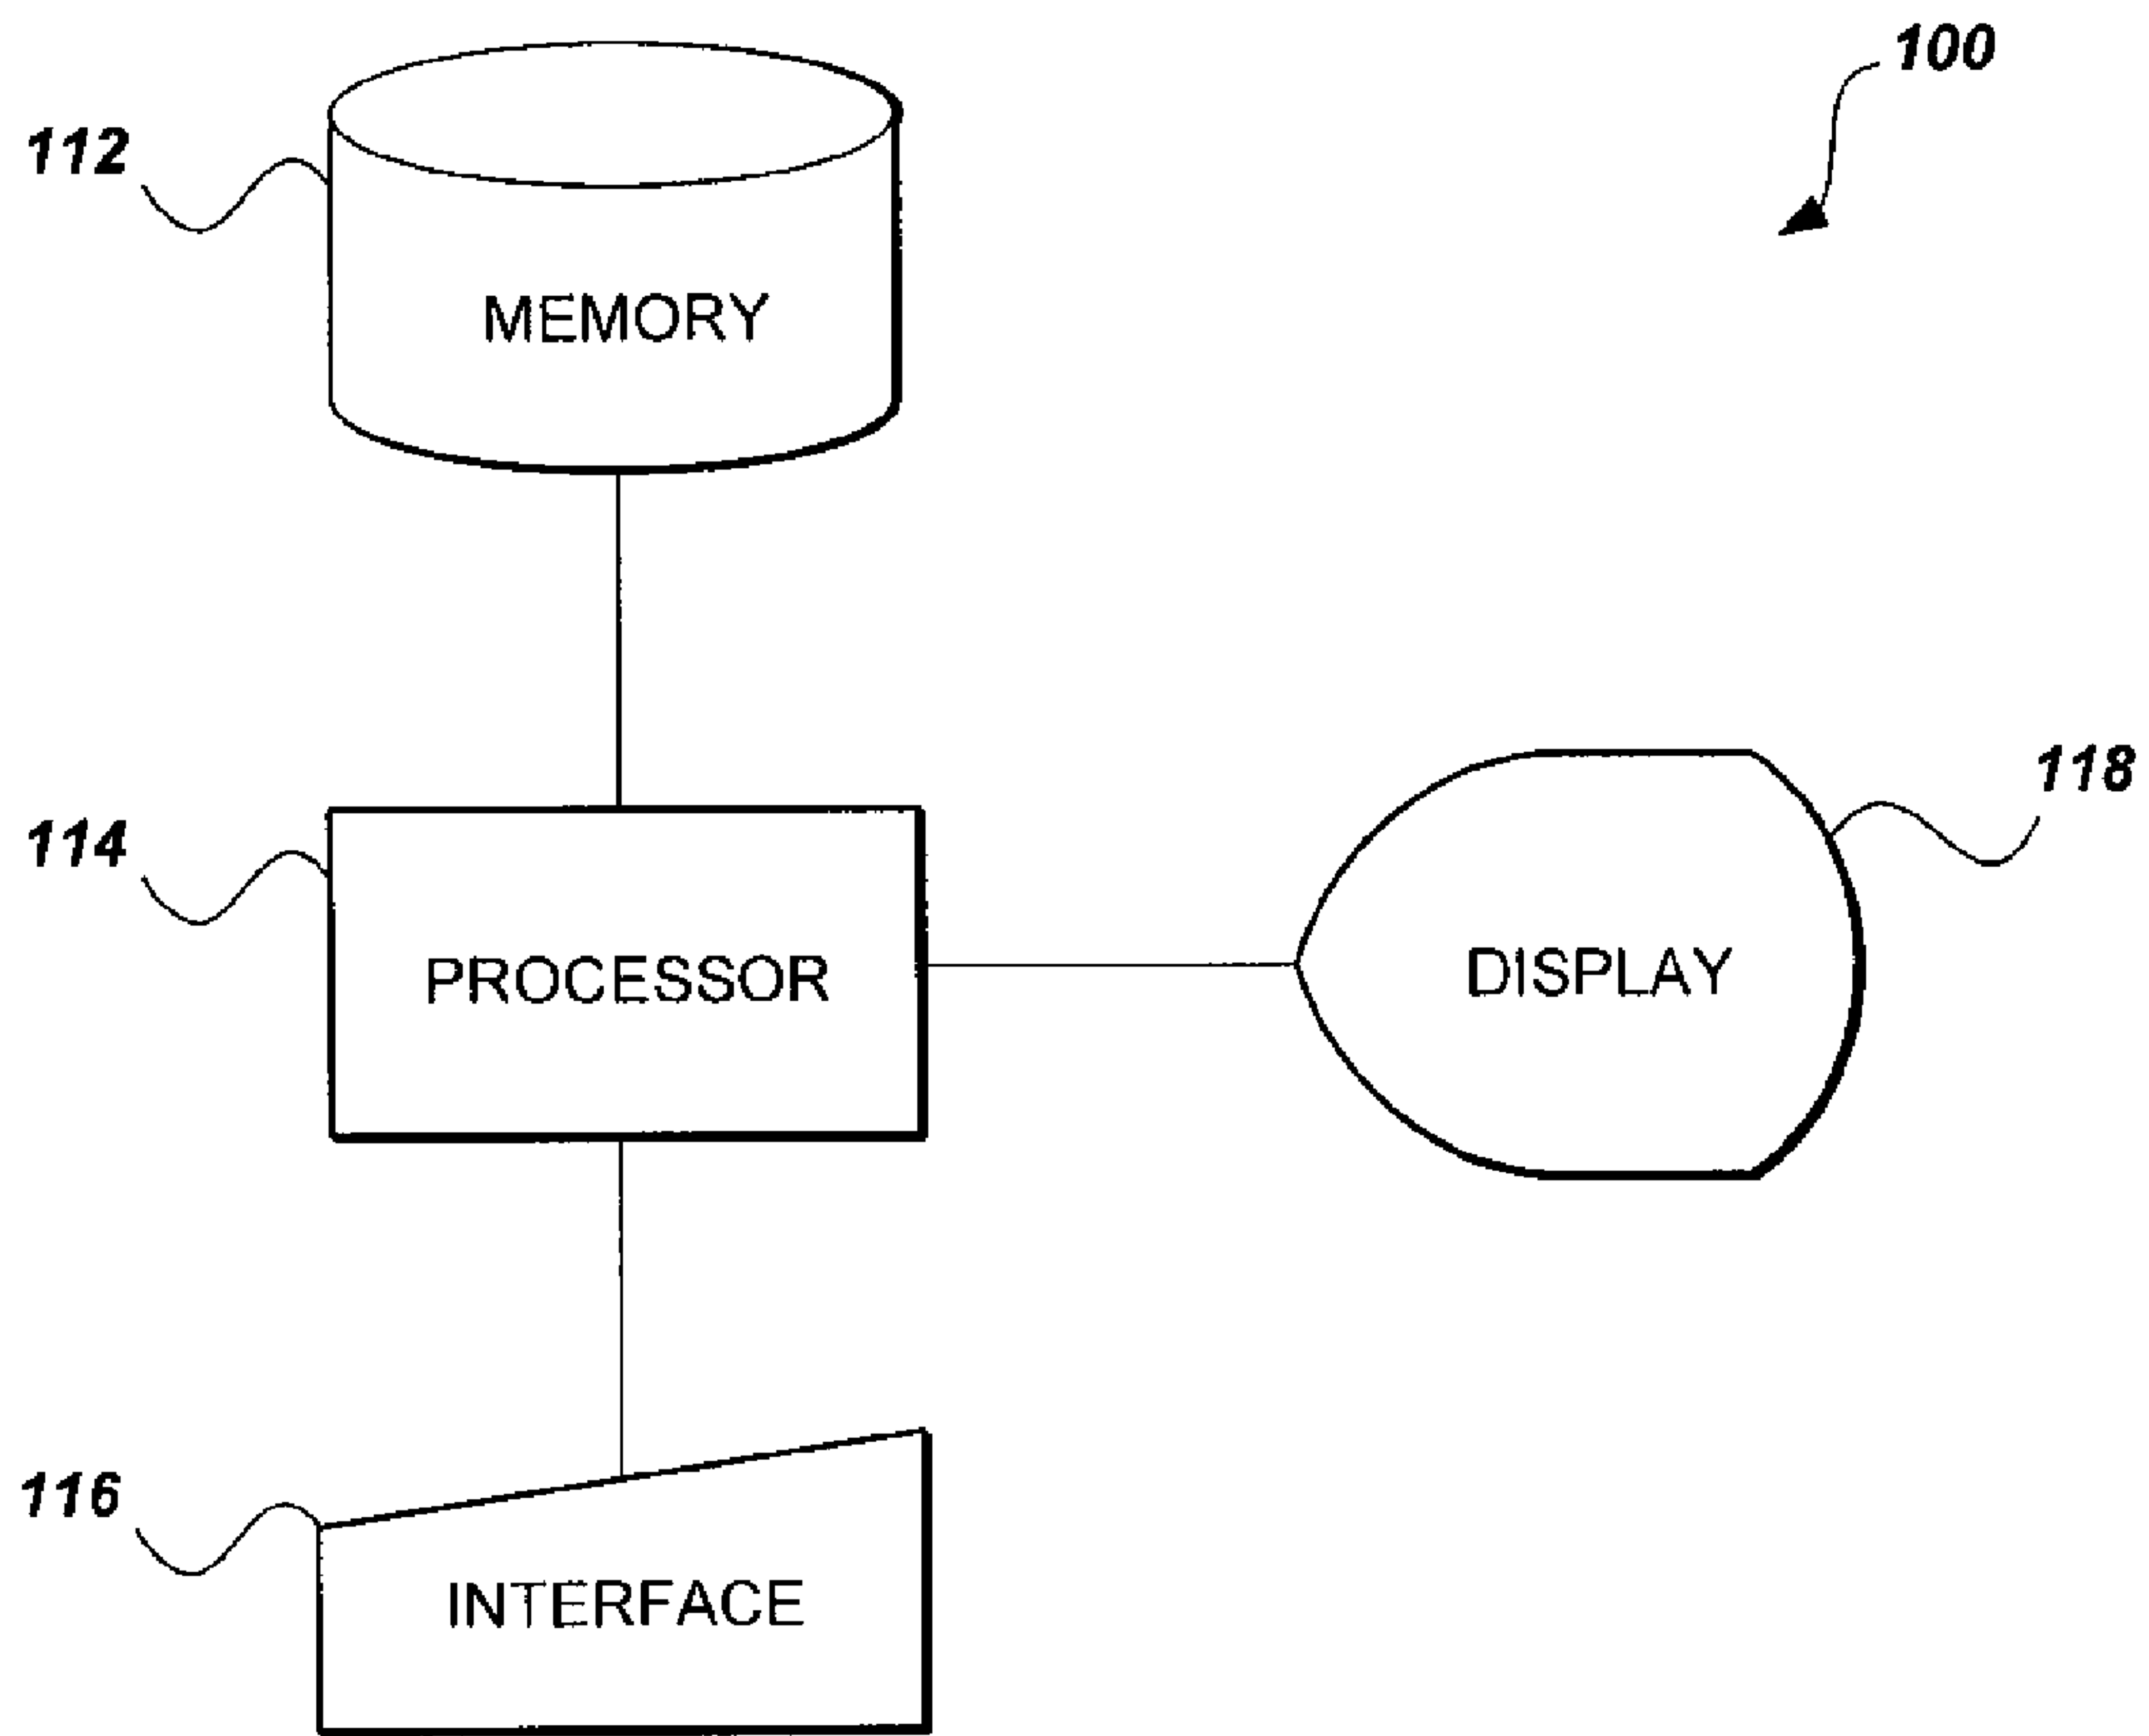 100
112
MEMORY
118
114
PROCESSOR
DISPLAY
116
INTERFACE